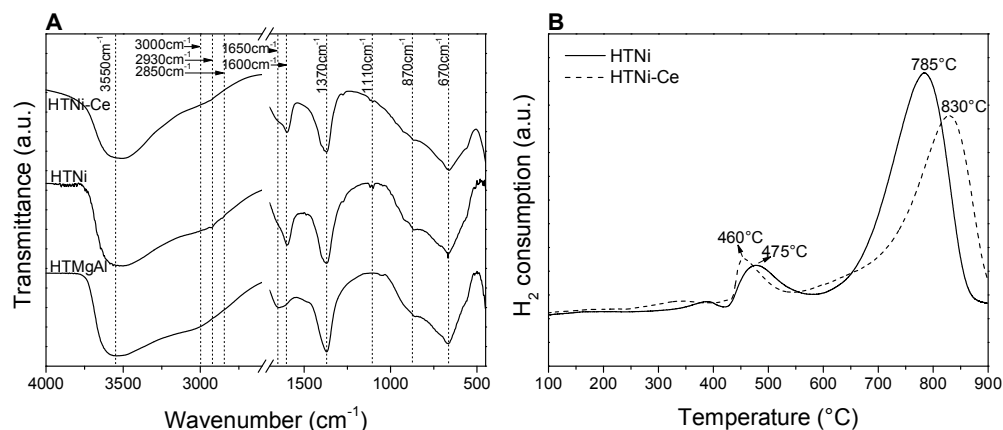 A
3000cm-1
2930cm-1
2850cm-1
1650cm-1
1600cm-1
3550cm-1
1370cm-1
1110cm-1
870cm-1
670cm-1
HTNi-Ce
HTNi
HTMgAl
Transmittance (a.u.)
4000 3500 3000 1500 1000 500
Wavenumber (cm-1)
B
HTNi
HTNi-Ce
785°C
830°C
460°C
475°C
H2 consumption (a.u.)
100 200 300 400 500 600 700 800 900
Temperature (°C)